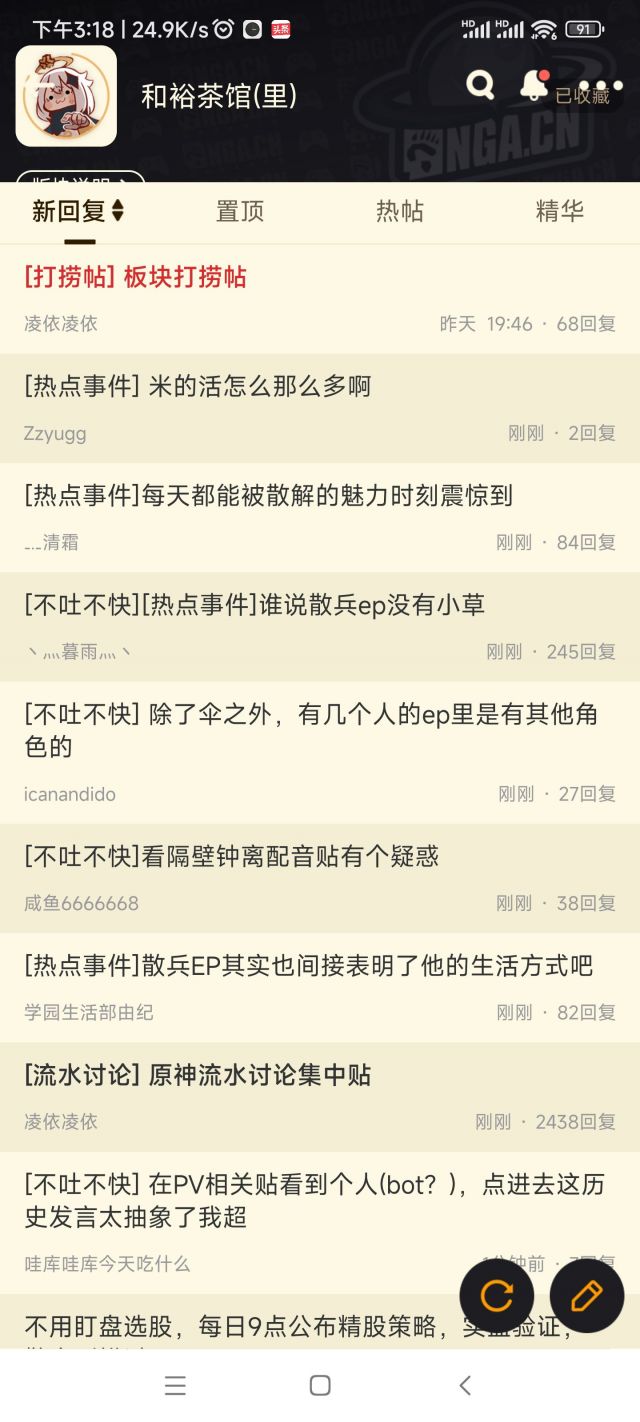 下午3:18 | 24.9K/s
头条
HD
HD
6
91
和裕茶馆(里)
已收藏
NGA.CN
版块说明
新回复
置顶
热帖
精华
[打捞帖] 板块打捞帖
凌依凌依
昨天 19:46 · 68回复
[热点事件] 米的活怎么那么多啊
Zzyugg
刚刚 · 2回复
[热点事件]每天都能被散解的魅力时刻震惊到
_._清霜
刚刚 · 84回复
[不吐不快][热点事件]谁说散兵ep没有小草
丶灬暮雨灬丶
刚刚 · 245回复
[不吐不快] 除了伞之外，有几个人的ep里是有其他角
色的
icanandido
刚刚 · 27回复
[不吐不快]看隔壁钟离配音贴有个疑惑
咸鱼6666668
刚刚 · 38回复
[热点事件]散兵EP其实也间接表明了他的生活方式吧
学园生活部由纪
刚刚 · 82回复
[流水讨论] 原神流水讨论集中贴
凌依凌依
刚刚 · 2438回复
[不吐不快] 在PV相关贴看到个人(bot？)，点进去这历
史发言太抽象了我超
哇库哇库今天吃什么
1分钟前 · 7回复
不用盯盘选股，每日9点公布精股策略，实盘验证，